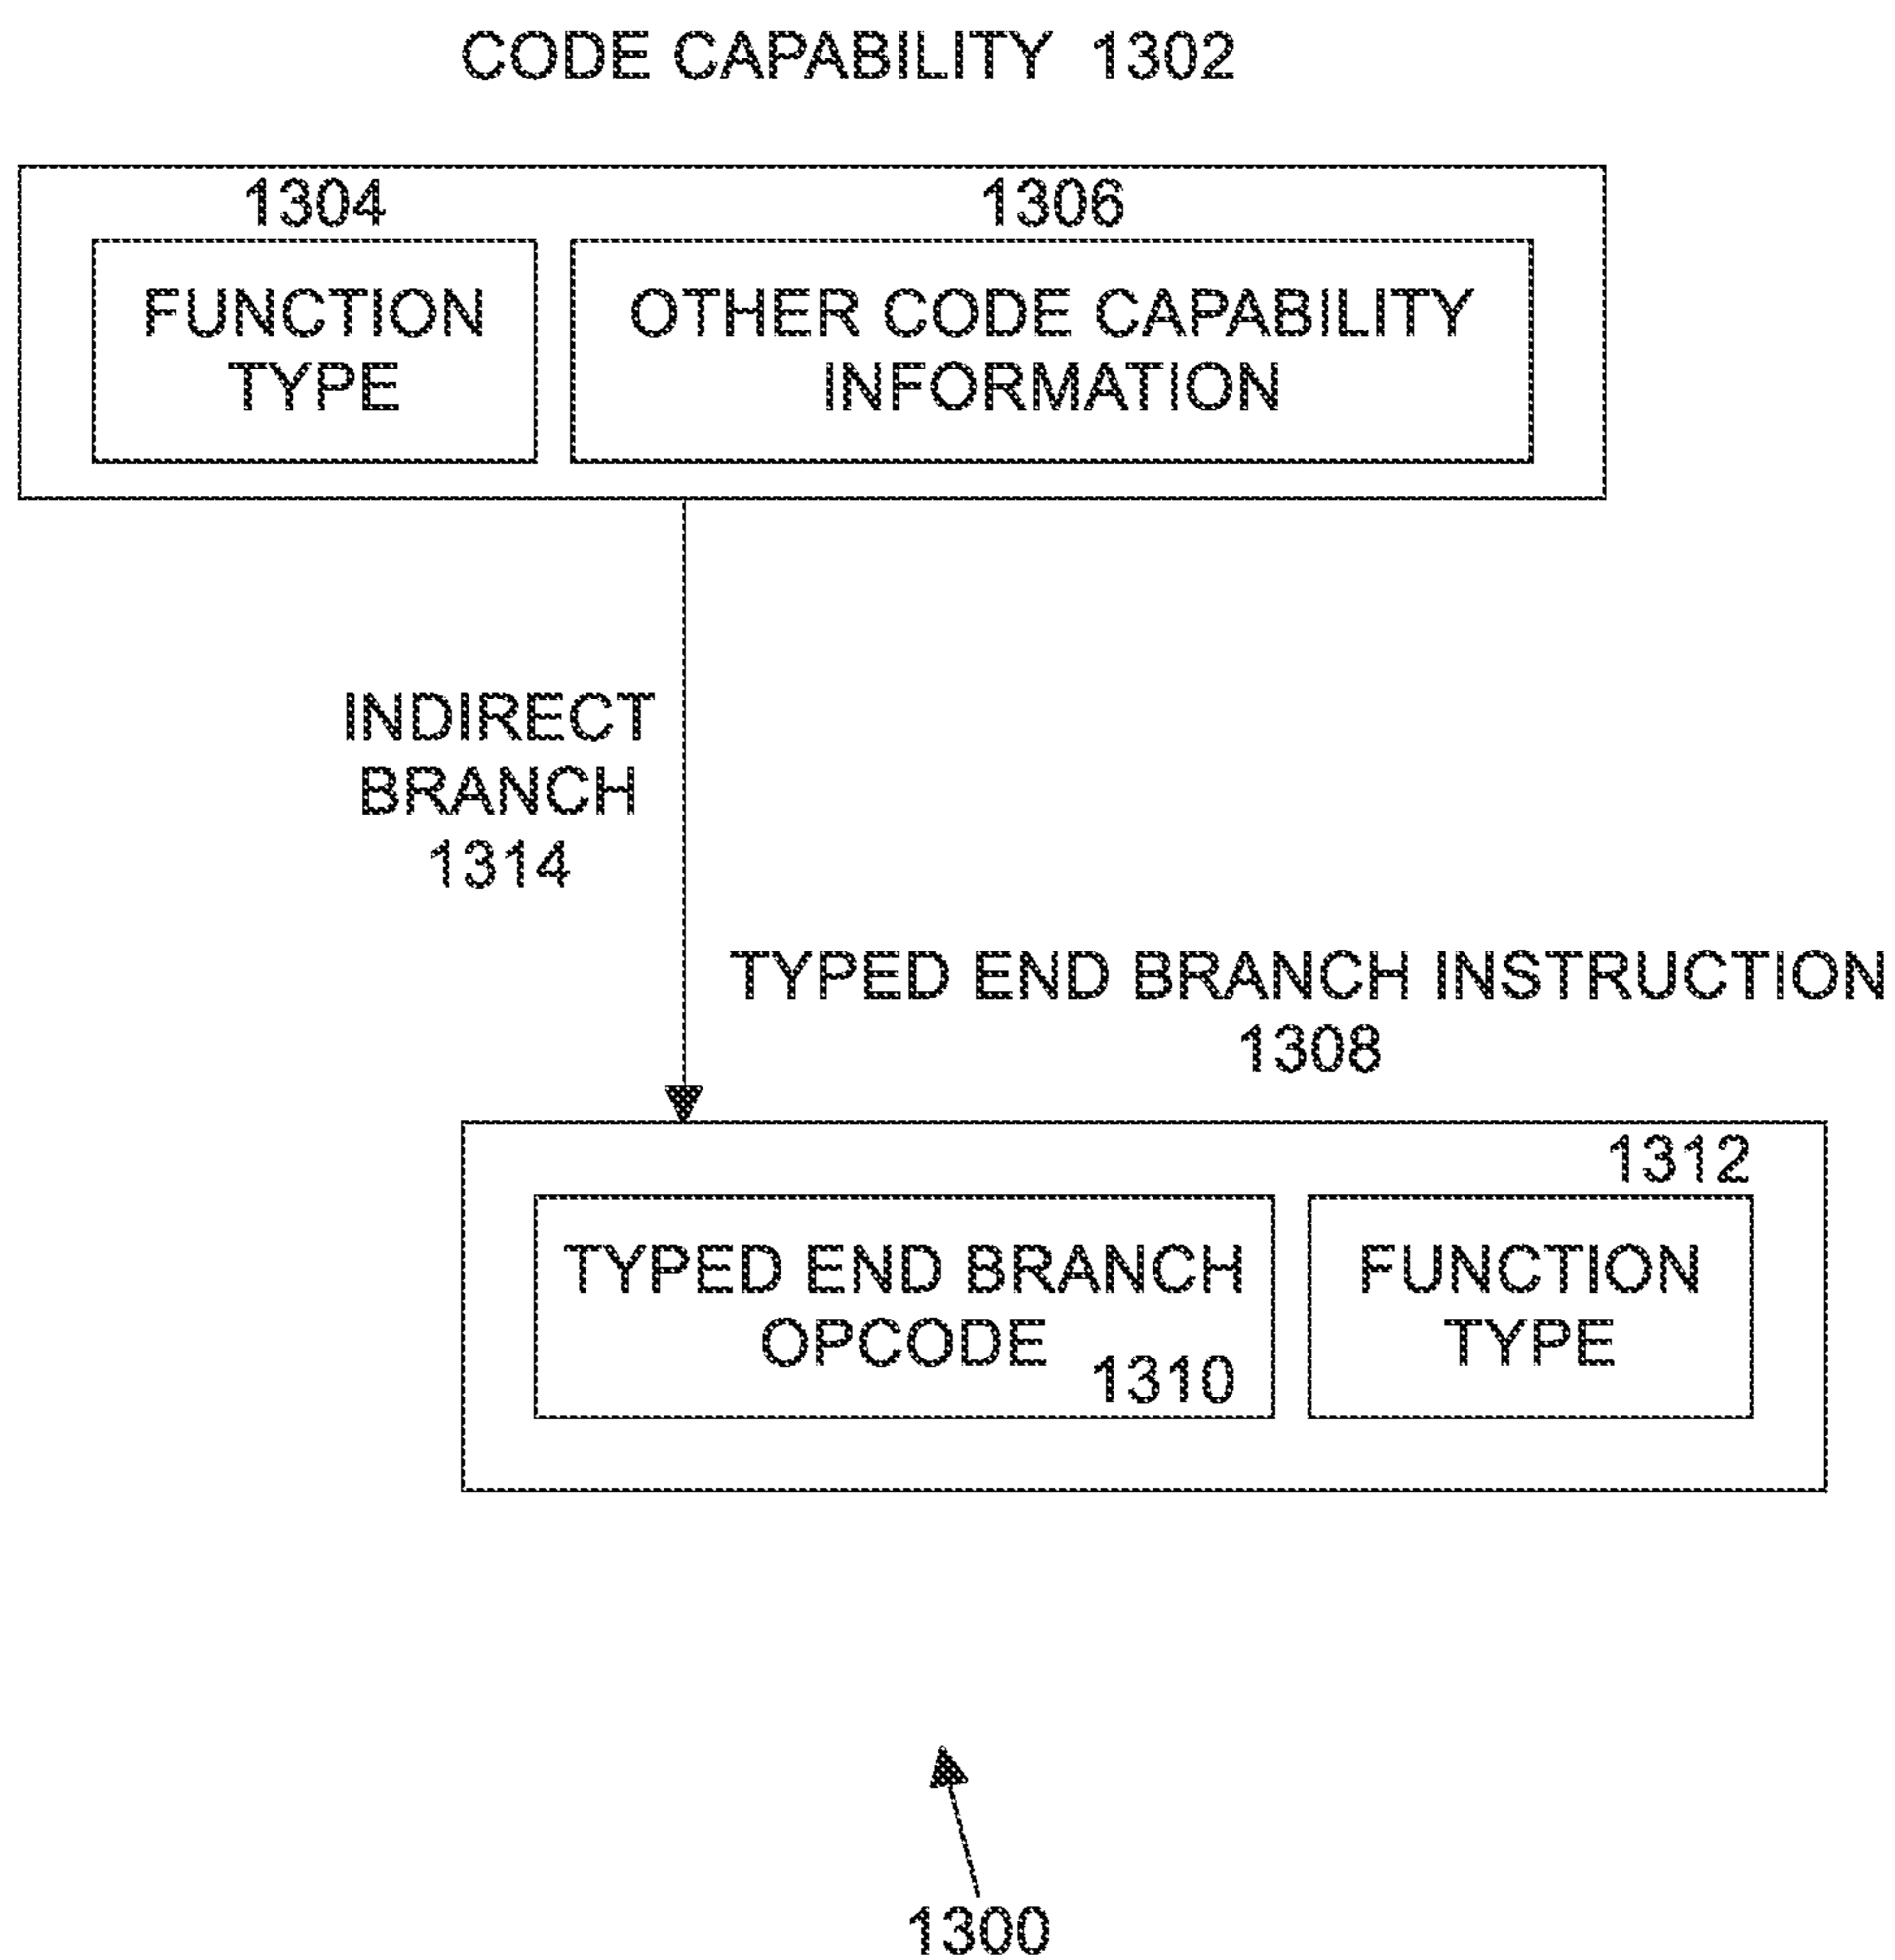 CODE CAPABILITY 1302
1304
1306
FUNCTION
TYPE
OTHER CODE CAPABILITY
INFORMATION
INDIRECT
BRANCH
1314
TYPED END BRANCH INSTRUCTION
1308
1312
TYPED END BRANCH
OPCODE
1310
FUNCTION
TYPE
1300